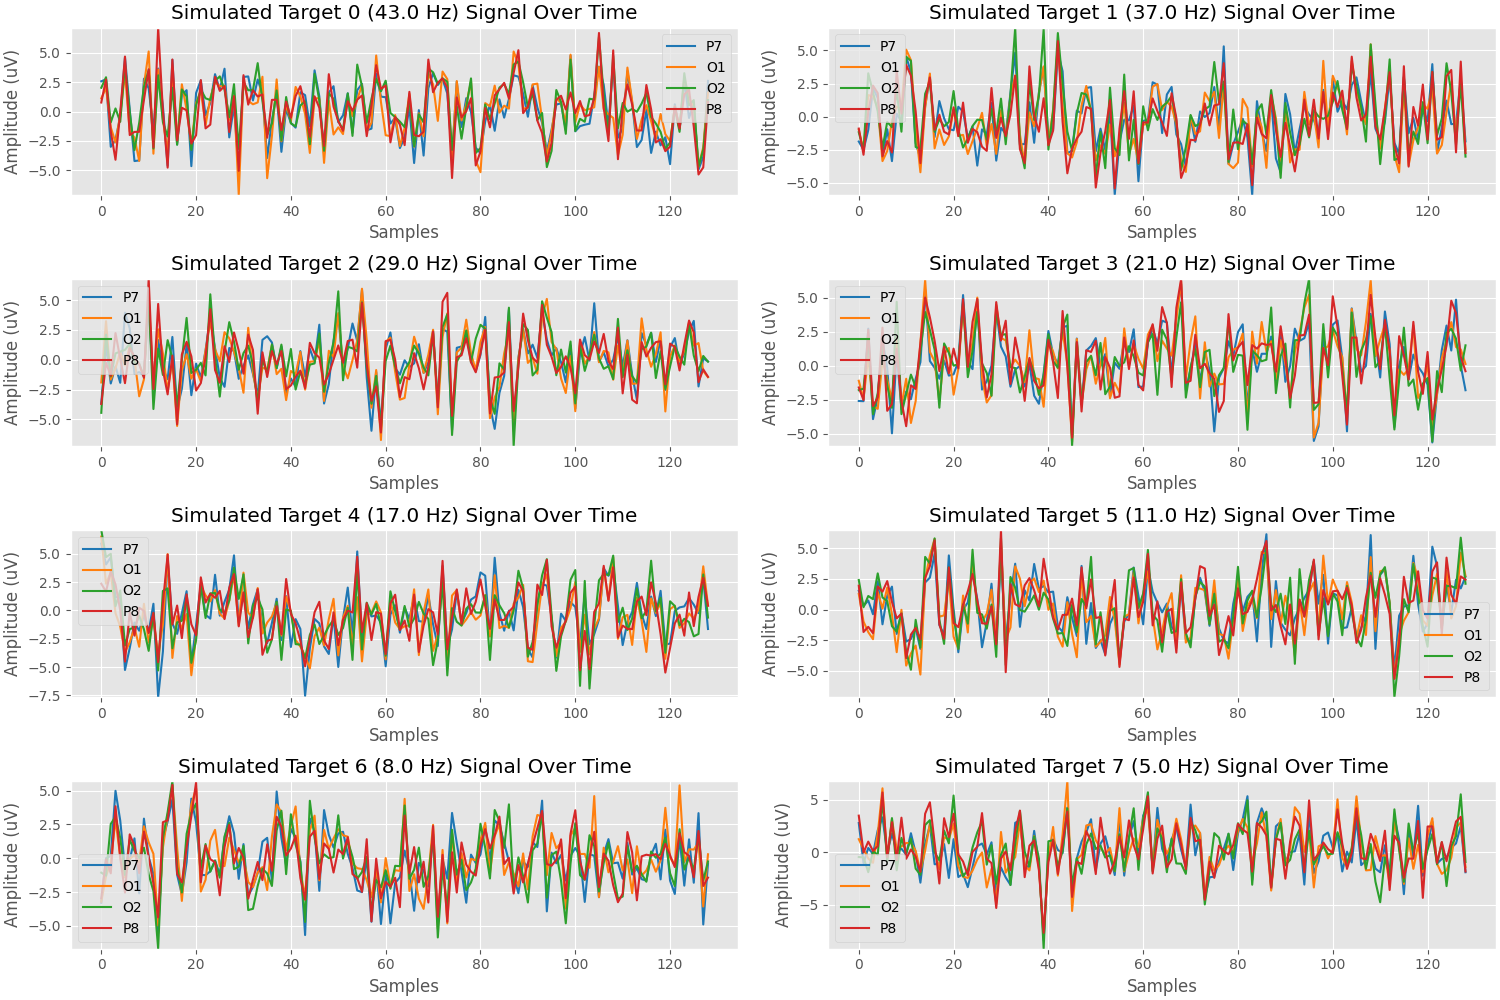 Simulated Target 0 (43.0 Hz) Signal Over Time
Amplitude (uV)
5.0
2.5
0.0
−2.5
−5.0
0 20 40 60 80 100 120
Samples
P7
O1
O2
P8
Simulated Target 1 (37.0 Hz) Signal Over Time
Amplitude (uV)
5.0
2.5
0.0
−2.5
−5.0
0 20 40 60 80 100 120
Samples
P7
O1
O2
P8
Simulated Target 2 (29.0 Hz) Signal Over Time
Amplitude (uV)
5.0
2.5
0.0
−2.5
−5.0
0 20 40 60 80 100 120
Samples
P7
O1
O2
P8
Simulated Target 3 (21.0 Hz) Signal Over Time
Amplitude (uV)
5.0
2.5
0.0
−2.5
−5.0
0 20 40 60 80 100 120
Samples
P7
O1
O2
P8
Simulated Target 4 (17.0 Hz) Signal Over Time
Amplitude (uV)
5.0
2.5
0.0
−2.5
−5.0
−7.5
0 20 40 60 80 100 120
Samples
P7
O1
O2
P8
Simulated Target 5 (11.0 Hz) Signal Over Time
Amplitude (uV)
5.0
2.5
0.0
−2.5
−5.0
0 20 40 60 80 100 120
Samples
P7
O1
O2
P8
Simulated Target 6 (8.0 Hz) Signal Over Time
Amplitude (uV)
5.0
2.5
0.0
−2.5
−5.0
0 20 40 60 80 100 120
Samples
P7
O1
O2
P8
Simulated Target 7 (5.0 Hz) Signal Over Time
Amplitude (uV)
5
0
−5
0 20 40 60 80 100 120
Samples
P7
O1
O2
P8